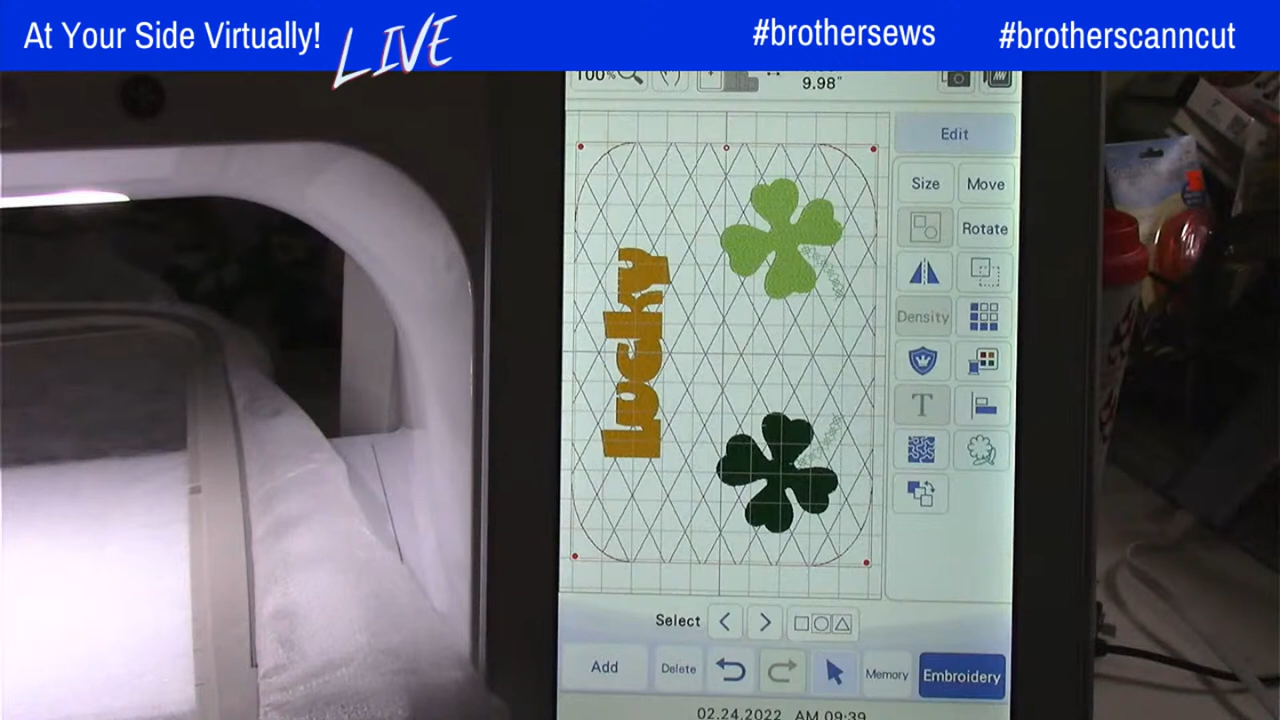 At Your Side Virtually! LIVE
#brothersews
#brotherscanncut
100%
9.98"
Edit
Size
Move
Rotate
Density
T
Lucky
Select
Add
Delete
Memory
Embroidery
02.24.2022 AM 09:39